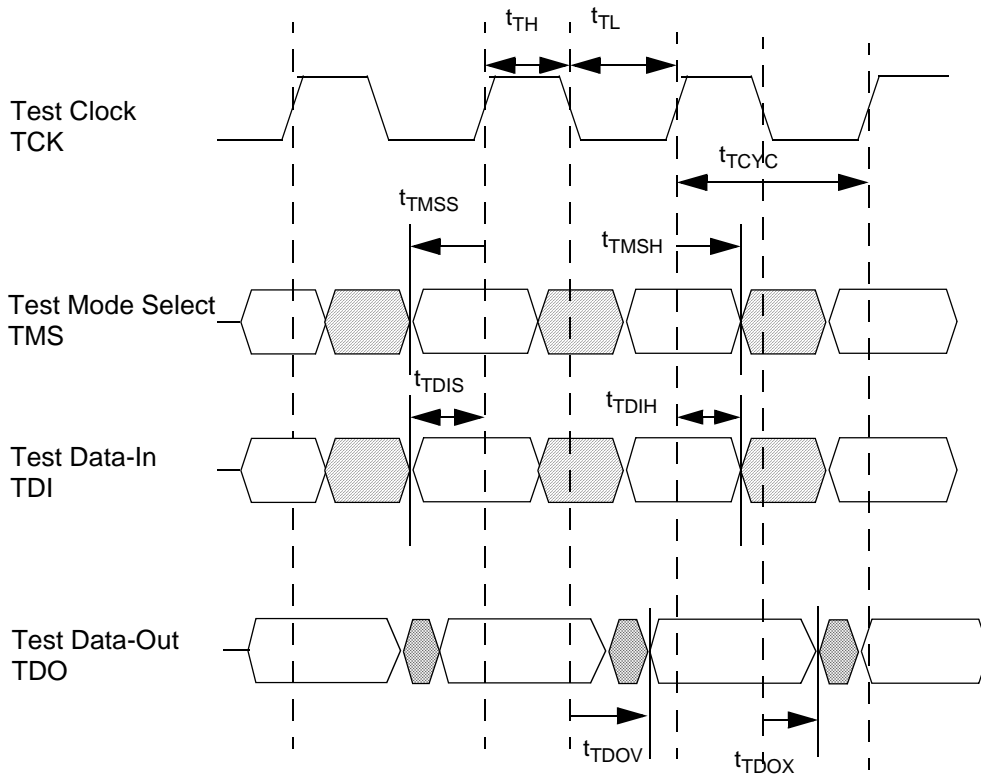 tTH
tTL
Test Clock
TCK
tTCYC
tTMSS
tTMSH
Test Mode Select
TMS
tTDIS
tTDIH
Test Data-In
TDI
Test Data-Out
TDO
tTDOV
tTDOX